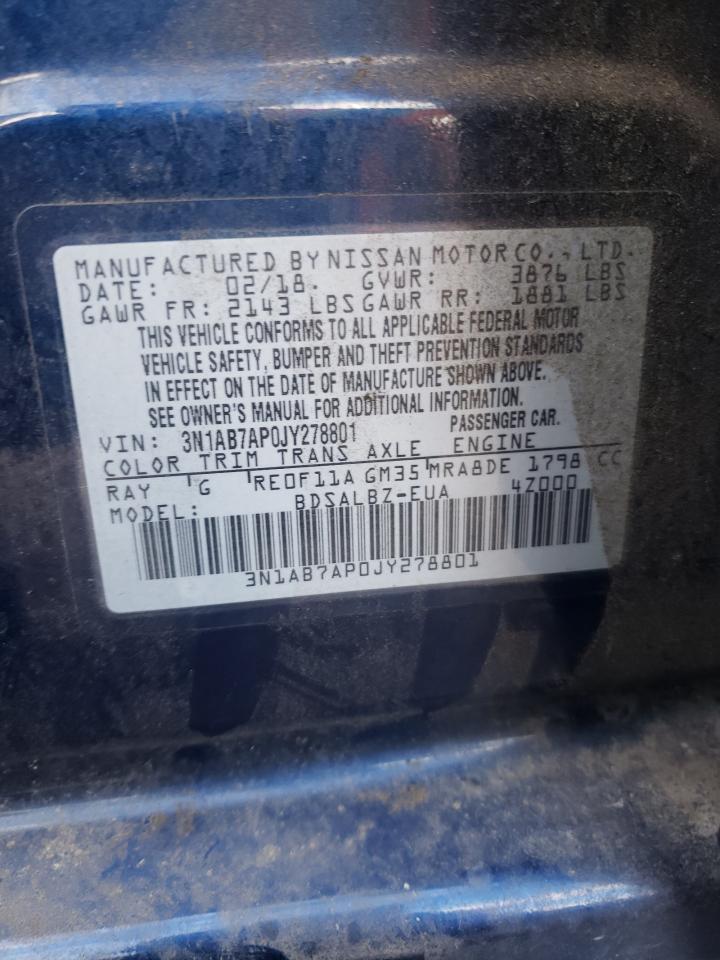 MANUFACTURED BY NISSAN MOTOR CO., LTD.
DATE: 02/18. GVWR: 3876 LBS
GAWR FR: 2143 LBS GAWR RR: 1881 LBS
THIS VEHICLE CONFORMS TO ALL APPLICABLE FEDERAL MOTOR
VEHICLE SAFETY, BUMPER AND THEFT PREVENTION STANDARDS
IN EFFECT ON THE DATE OF MANUFACTURE SHOWN ABOVE.
SEE OWNER'S MANUAL FOR ADDITIONAL INFORMATION.
VIN: 3N1AB7AP0JY278801 PASSENGER CAR.
COLOR TRIM TRANS AXLE ENGINE
RAY G RE0F11A GM35 MRA8DE 1798 CC
MODEL: BDSALBZ-EUA 4Z000
3N1AB7AP0JY278801